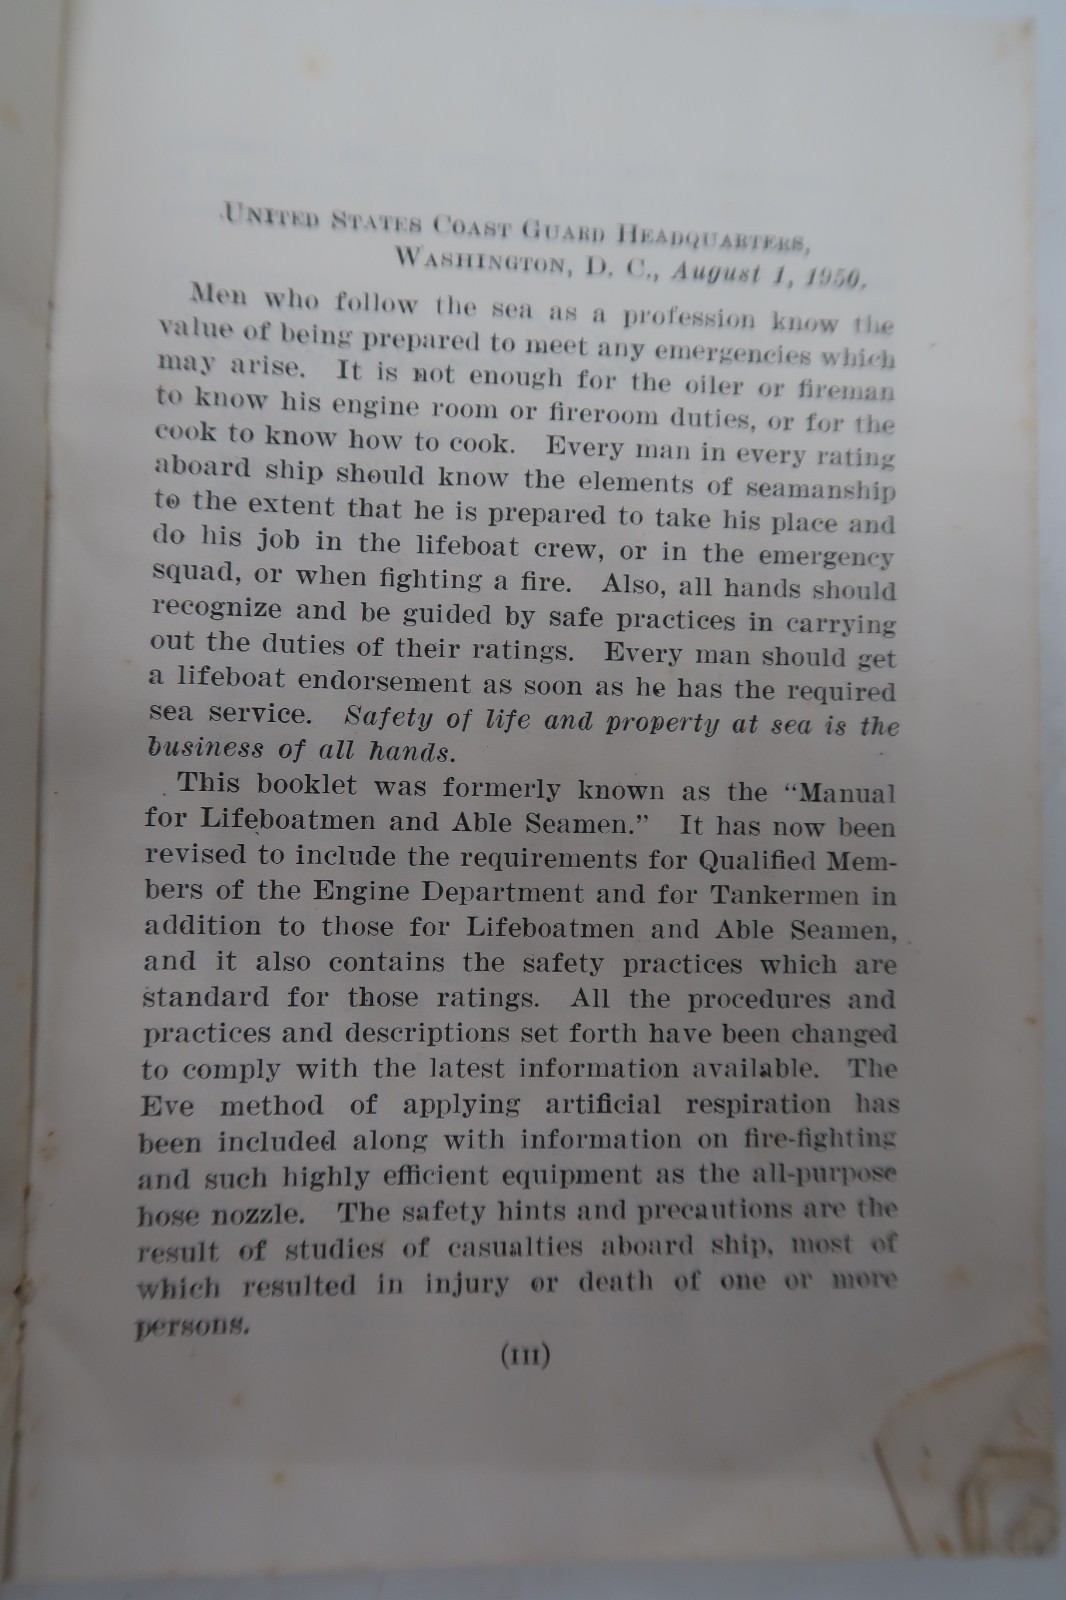 UNITED STATES COAST GUARD HEADQUARTERS,
WASHINGTON, D. C., August 1, 1950.
Men who follow the sea as a profession know the
value of being prepared to meet any emergencies which
may arise. It is not enough for the oiler or fireman
to know his engine room or fireroom duties, or for the
cook to know how to cook. Every man in every rating
aboard ship should know the elements of seamanship
to the extent that he is prepared to take his place and
do his job in the lifeboat crew, or in the emergency
squad, or when fighting a fire. Also, all hands should
recognize and be guided by safe practices in carrying
out the duties of their ratings. Every man should get
a lifeboat endorsement as soon as he has the required
sea service. Safety of life and property at sea is the
business of all hands.
This booklet was formerly known as the “Manual
for Lifeboatmen and Able Seamen.” It has now been
revised to include the requirements for Qualified Mem-
bers of the Engine Department and for Tankermen in
addition to those for Lifeboatmen and Able Seamen,
and it also contains the safety practices which are
standard for those ratings. All the procedures and
practices and descriptions set forth have been changed
to comply with the latest information available. The
Eve method of applying artificial respiration has
been included along with information on fire-fighting
and such highly efficient equipment as the all-purpose
hose nozzle. The safety hints and precautions are the
result of studies of casualties aboard ship, most of
which resulted in injury or death of one or more
persons.
(III)